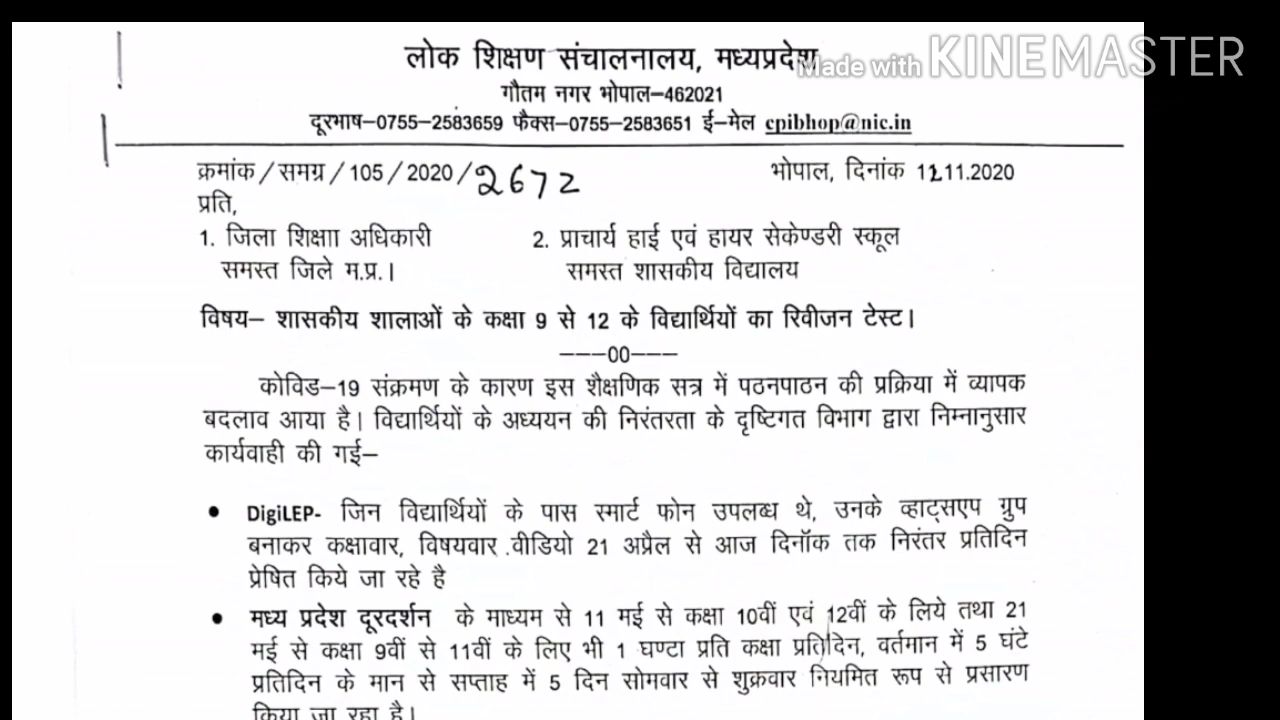 लोक शिक्षण संचालनालय, मध्यप्रदेश
Made with KINEMASTER
गौतम नगर भोपाल–462021
दूरभाष–0755–2583659 फैक्स–0755–2583651 ई–मेल cpibhop@nic.in
क्रमांक/समग्र/105/2020/2672 भोपाल, दिनांक 12.11.2020
प्रति,
1. जिला शिक्षाा अधिकारी 2. प्राचार्य हाई एवं हायर सेकेण्डरी स्कूल
समस्त जिले म.प्र.। समस्त शासकीय विद्यालय
विषय– शासकीय शालाओं के कक्षा 9 से 12 के विद्यार्थियों का रिवीजन टेस्ट।
---00---
कोविड–19 संक्रमण के कारण इस शैक्षणिक सत्र में पठनपाठन की प्रक्रिया में व्यापक
बदलाव आया है। विद्यार्थियों के अध्ययन की निरंतरता के दृष्टिगत विभाग द्वारा निम्नानुसार
कार्यवाही की गई–
• DigiLEP- जिन विद्यार्थियों के पास स्मार्ट फोन उपलब्ध थे, उनके व्हाट्सएप ग्रुप
बनाकर कक्षावार, विषयवार .वीडियो 21 अप्रैल से आज दिनॉक तक निरंतर प्रतिदिन
प्रेषित किये जा रहे है
• मध्य प्रदेश दूरदर्शन के माध्यम से 11 मई से कक्षा 10वीं एवं 12वीं के लिये तथा 21
मई से कक्षा 9वीं से 11वीं के लिए भी 1 घण्टा प्रति कक्षा प्रतिदिन, वर्तमान में 5 घंटे
प्रतिदिन के मान से सप्ताह में 5 दिन सोमवार से शुक्रवार नियमित रूप से प्रसारण
किया जा रहा है।